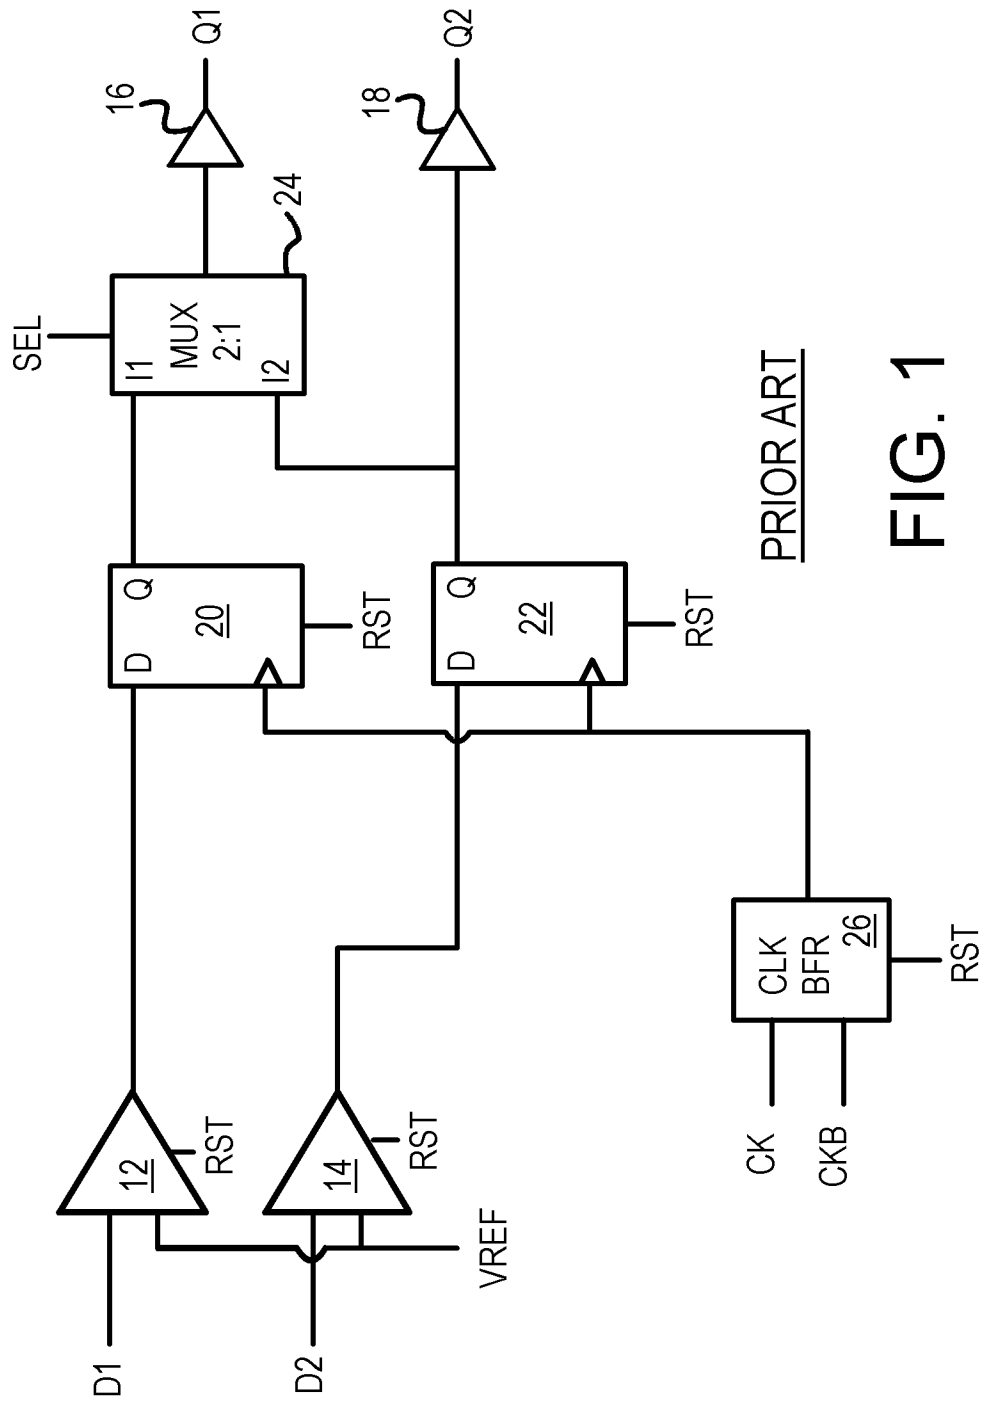 D1
D2
VREF
12
RST
14
RST
CK
CKB
CLK
BFR
26
RST
D
Q
20
RST
D
Q
22
RST
SEL
I1
MUX
2:1
I2
24
16
Q1
18
Q2
PRIOR ART
FIG. 1